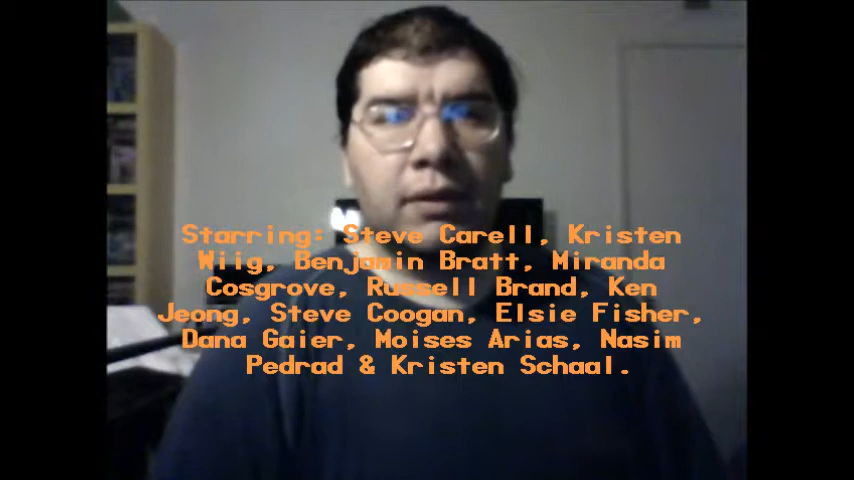 Starring: Steve Carell, Kristen
Wiig, Benjamin Bratt, Miranda
Cosgrove, Russell Brand, Ken
Jeong, Steve Coogan, Elsie Fisher,
Dana Gaier, Moises Arias, Nasim
Pedrad & Kristen Schaal.